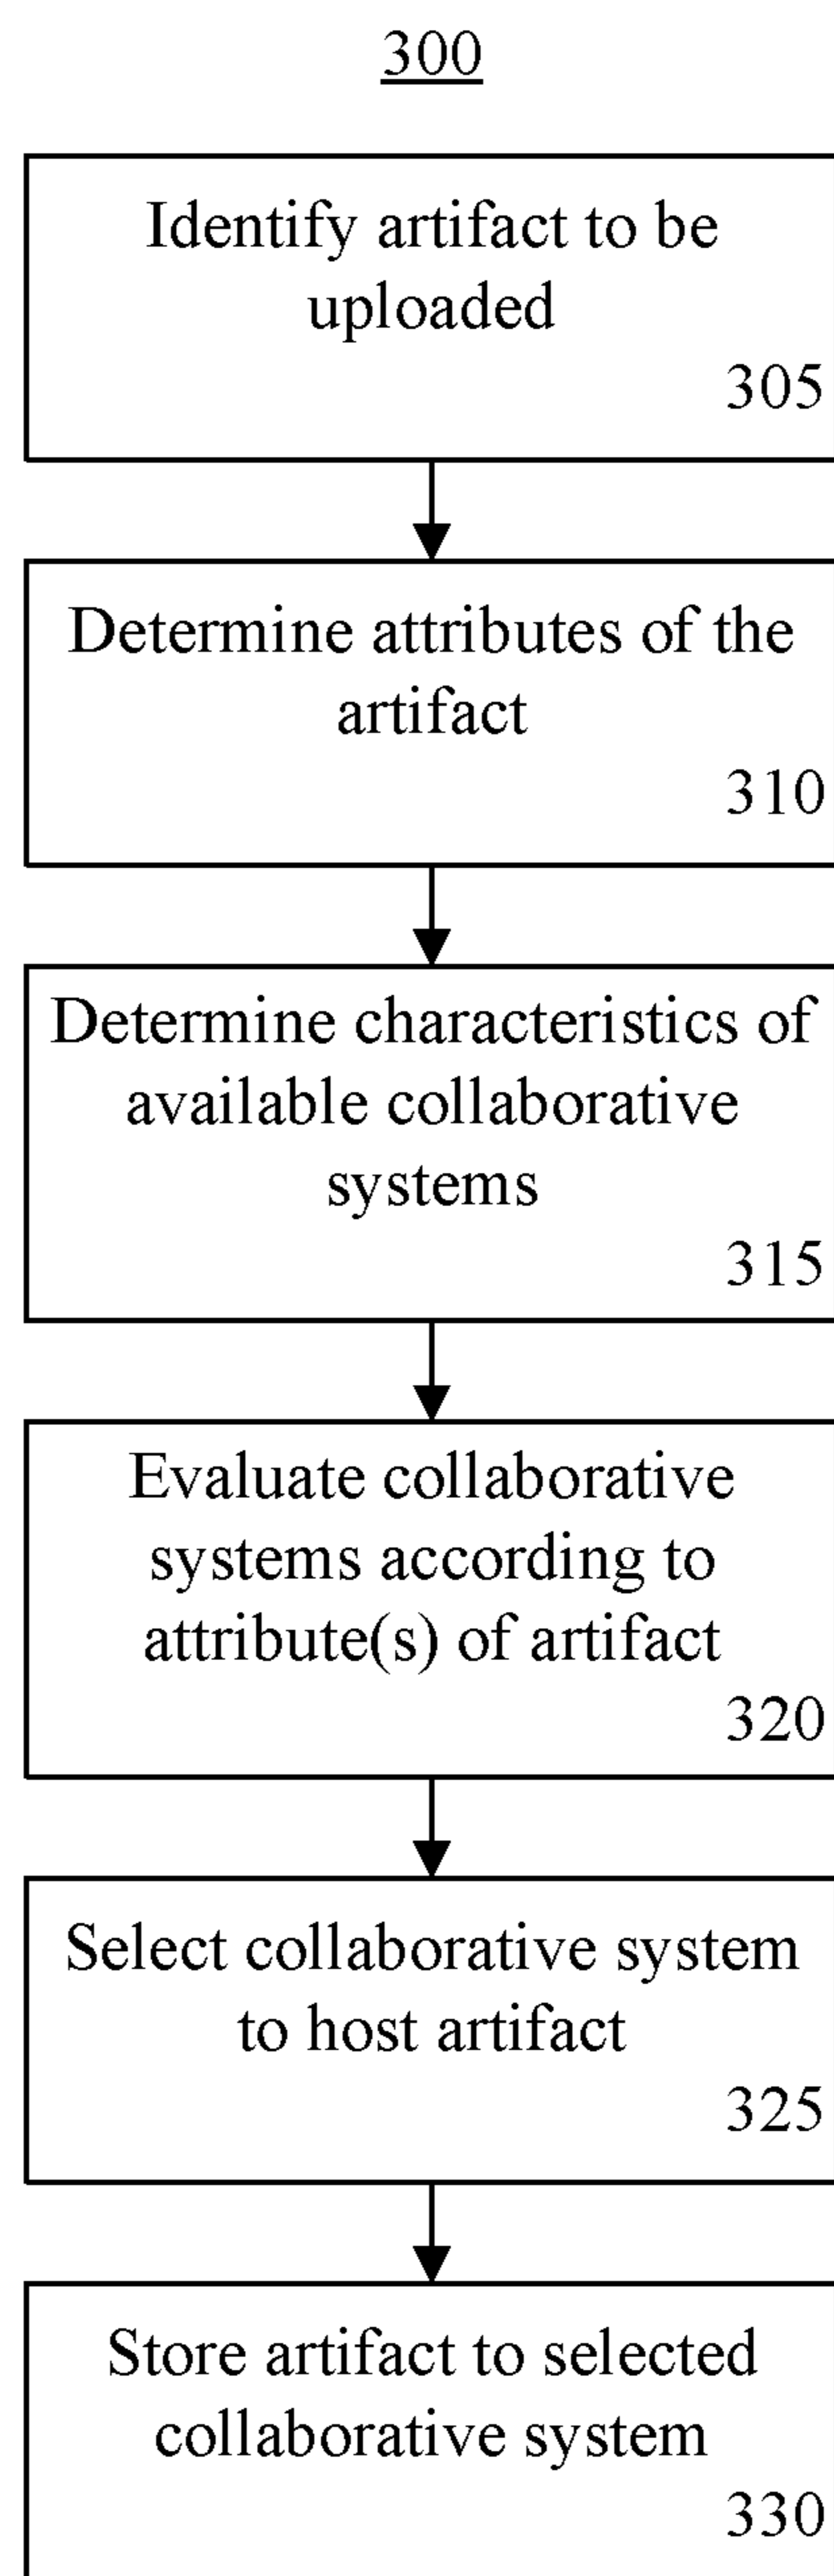 300
Identify artifact to be
uploaded
305
Determine attributes of the
artifact
310
Determine characteristics of
available collaborative
systems
315
Evaluate collaborative
systems according to
attribute(s) of artifact
320
Select collaborative system
to host artifact
325
Store artifact to selected
collaborative system
330